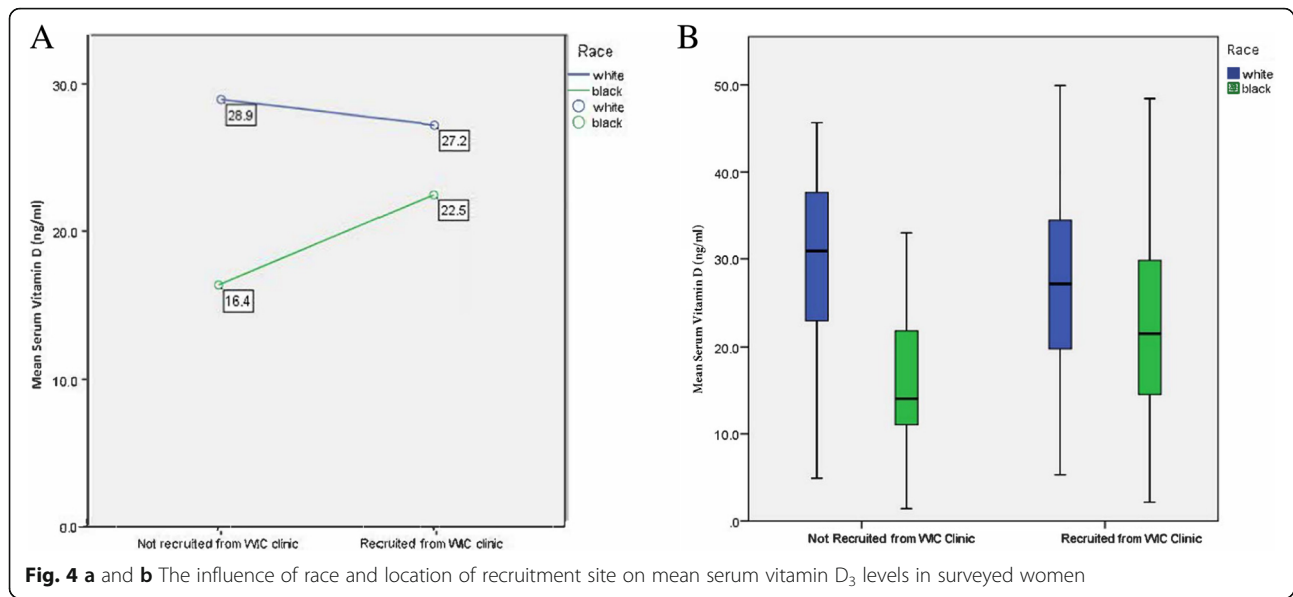 A
Race
white
black
white
black
Mean Serum Vitamin D (ng/ml)
30.0
20.0
10.0
0.0
28.9
27.2
22.5
16.4
Not recruited from WIC clinic
Recruited from WIC clinic
B
Race
white
black
Mean Serum Vitamin D (ng/ml)
50.0
40.0
30.0
20.0
10.0
.0
Not Recruited from WIC Clinic
Recruited from WIC Clinic
Fig. 4 a and b The influence of race and location of recruitment site on mean serum vitamin D₃ levels in surveyed women